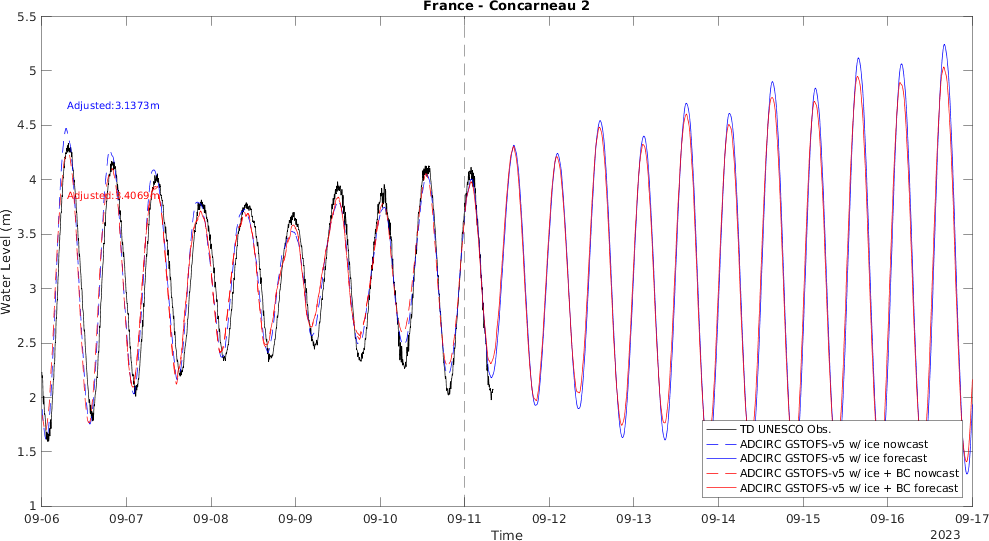 France - Concarneau 2
5.5
5
4.5
4
3.5
3
2.5
2
1.5
1
Water Level (m)
Adjusted:3.1373m
Adjusted:3.4069m
TD UNESCO Obs.
ADCIRC GSTOFS-v5 w/ ice nowcast
ADCIRC GSTOFS-v5 w/ ice forecast
ADCIRC GSTOFS-v5 w/ ice + BC nowcast
ADCIRC GSTOFS-v5 w/ ice + BC forecast
09-06 09-07 09-08 09-09 09-10 09-11 09-12 09-13 09-14 09-15 09-16 09-17
Time
2023